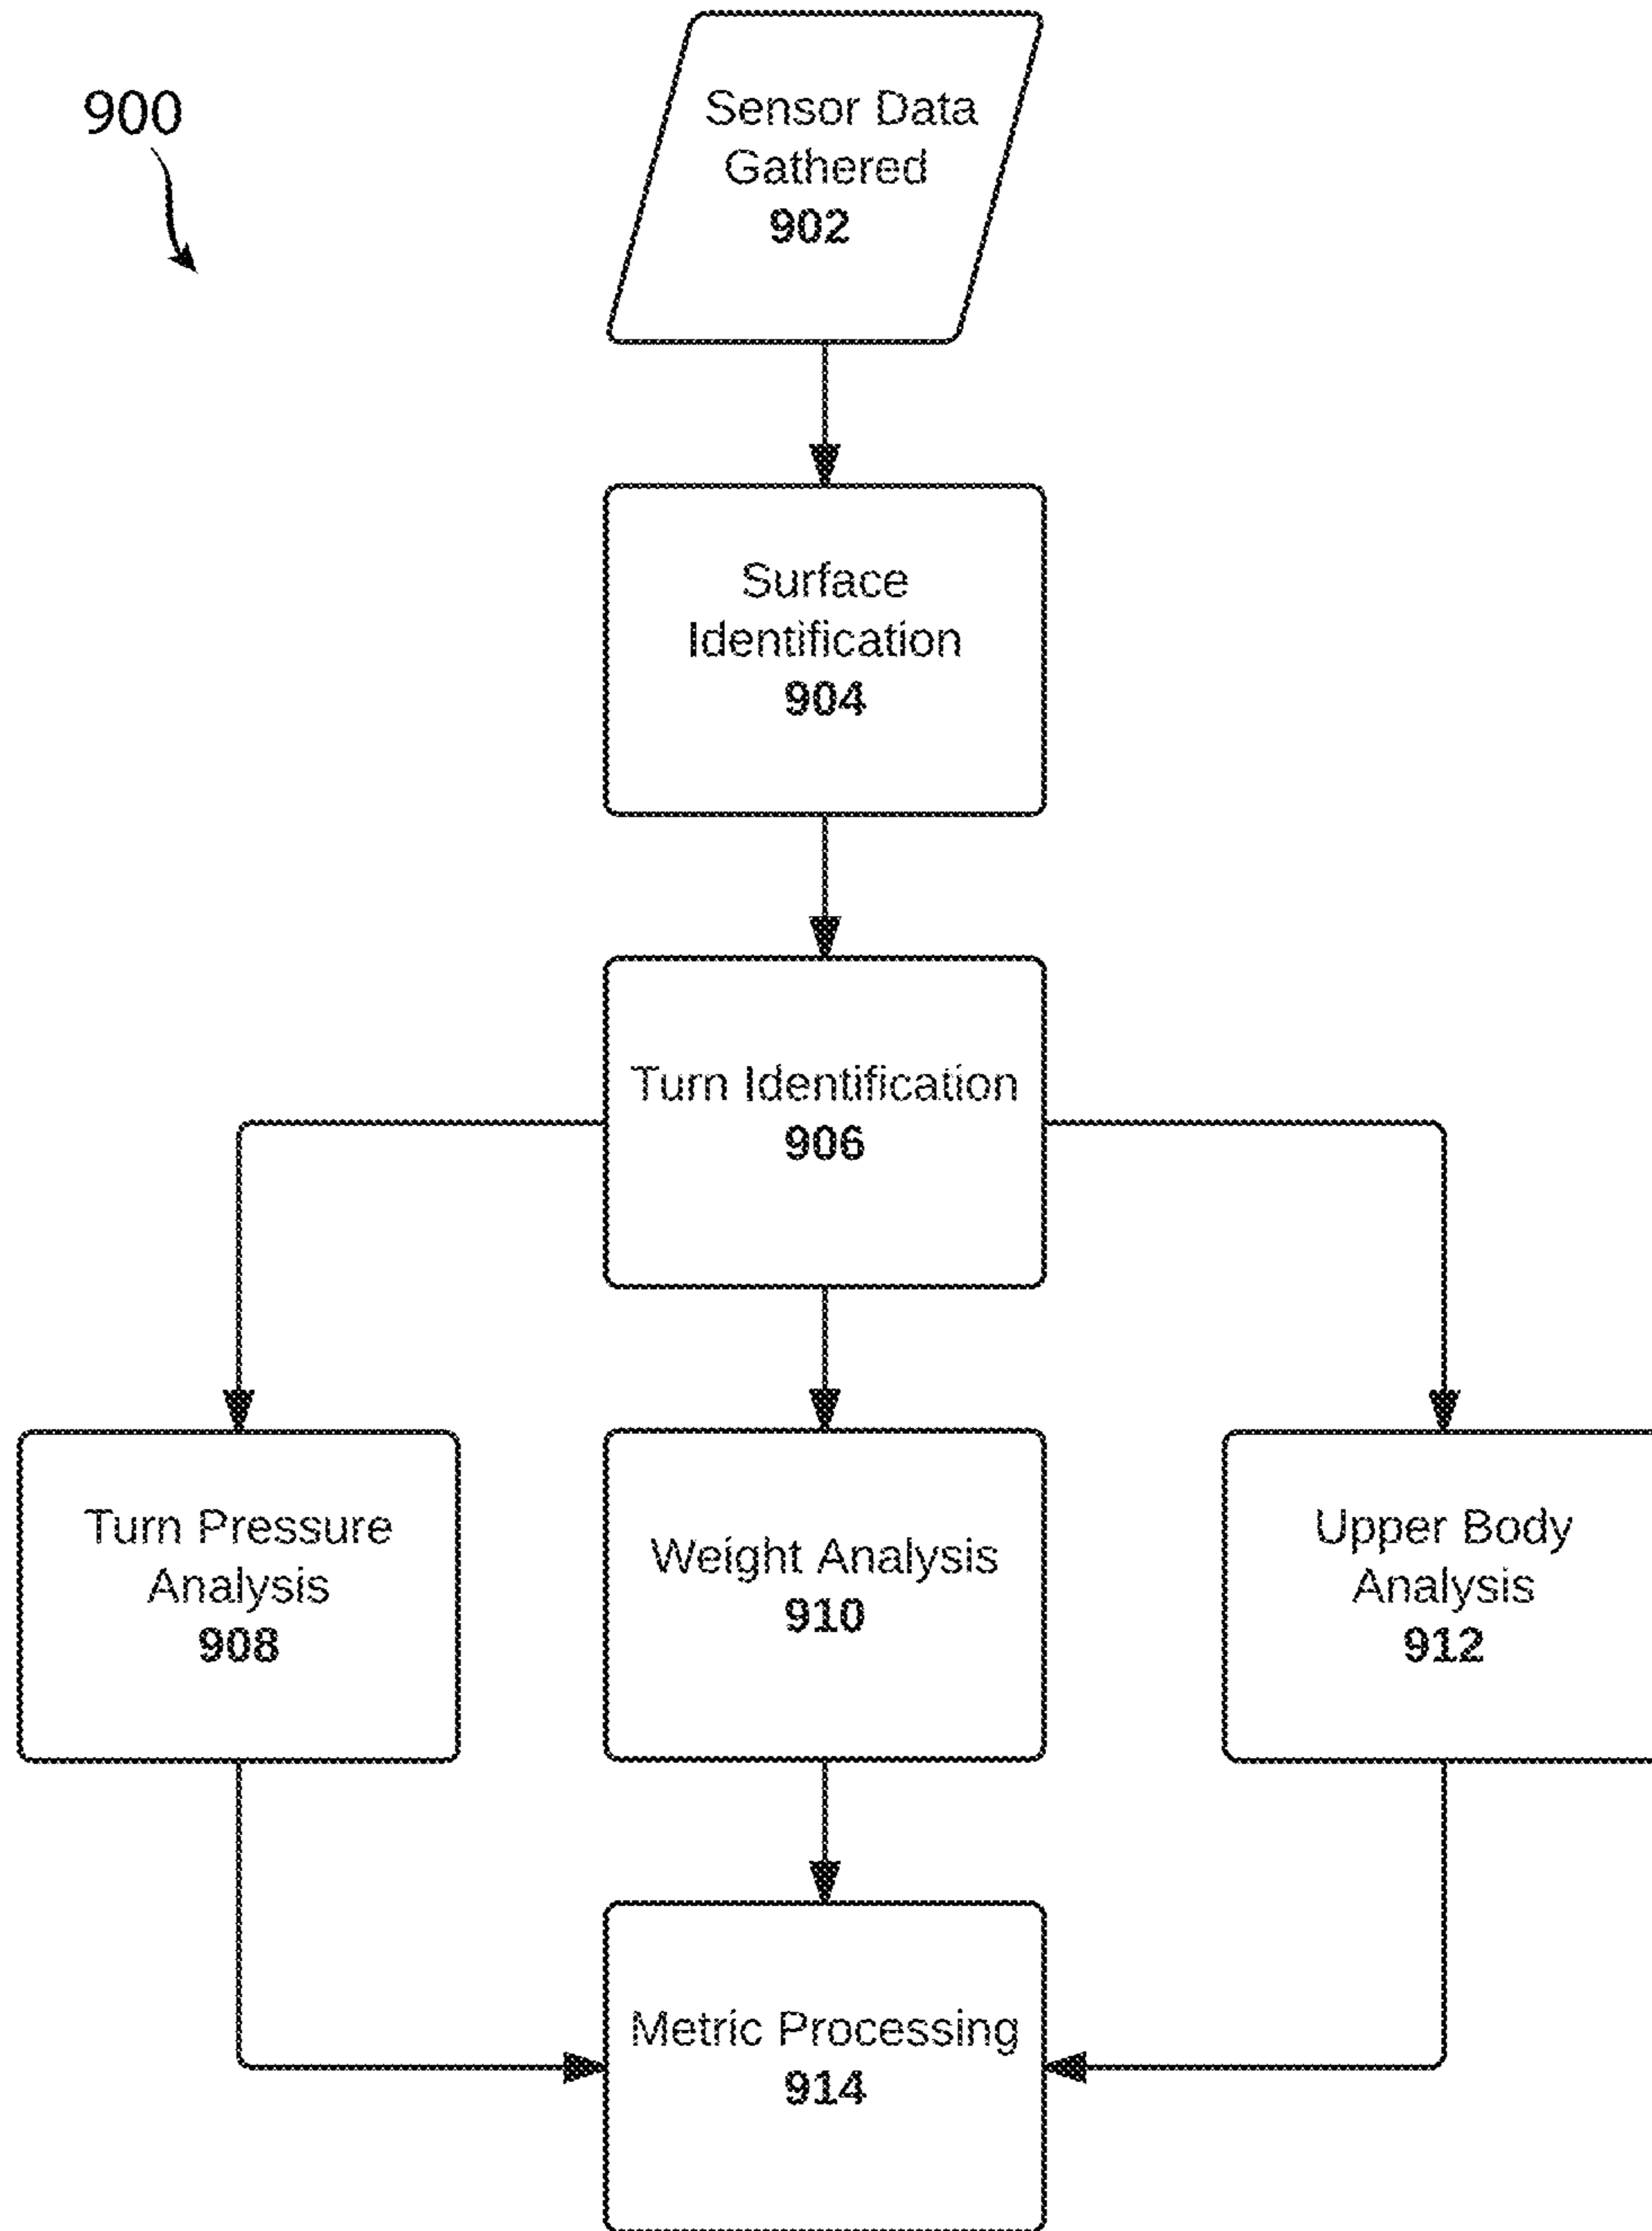 900
Sensor Data
Gathered
902
Surface
Identification
904
Turn Identification
906
Turn Pressure
Analysis
908
Weight Analysis
910
Upper Body
Analysis
912
Metric Processing
914